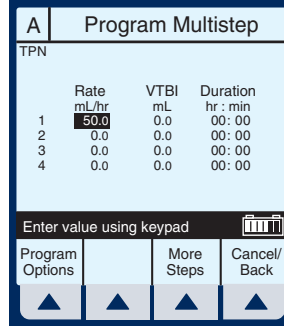 A Program Multistep
TPN
Rate VTBI Duration
mL/hr mL hr : min
1 50.0 0.0 00: 00
2 0.0 0.0 00: 00
3 0.0 0.0 00: 00
4 0.0 0.0 00: 00
Enter value using keypad
Program More Cancel/
Options Steps Back